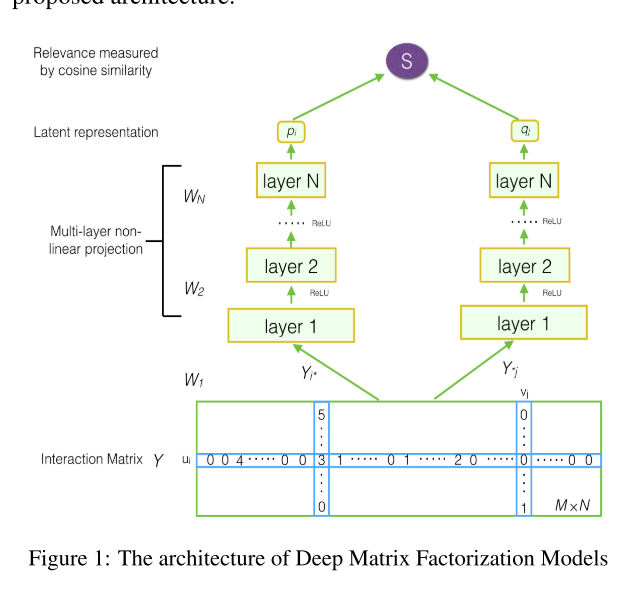 proposed architecture.
Relevance measured
by cosine similarity
S
Latent representation
pᵢ
qⱼ
layer N
layer N
W_N
····· ReLU
····· ReLU
Multi-layer non-
linear projection
layer 2
layer 2
W₂
ReLU
ReLU
layer 1
layer 1
Yᵢ*
Y*ⱼ
W₁
vⱼ
5
0
Interaction Matrix Y
uᵢ 0 0 4 ····· 0 0 3 1 ····· 0 1 ····· 2 0 ····· 0 ····· 0 0
0
1
M×N
Figure 1: The architecture of Deep Matrix Factorization Models